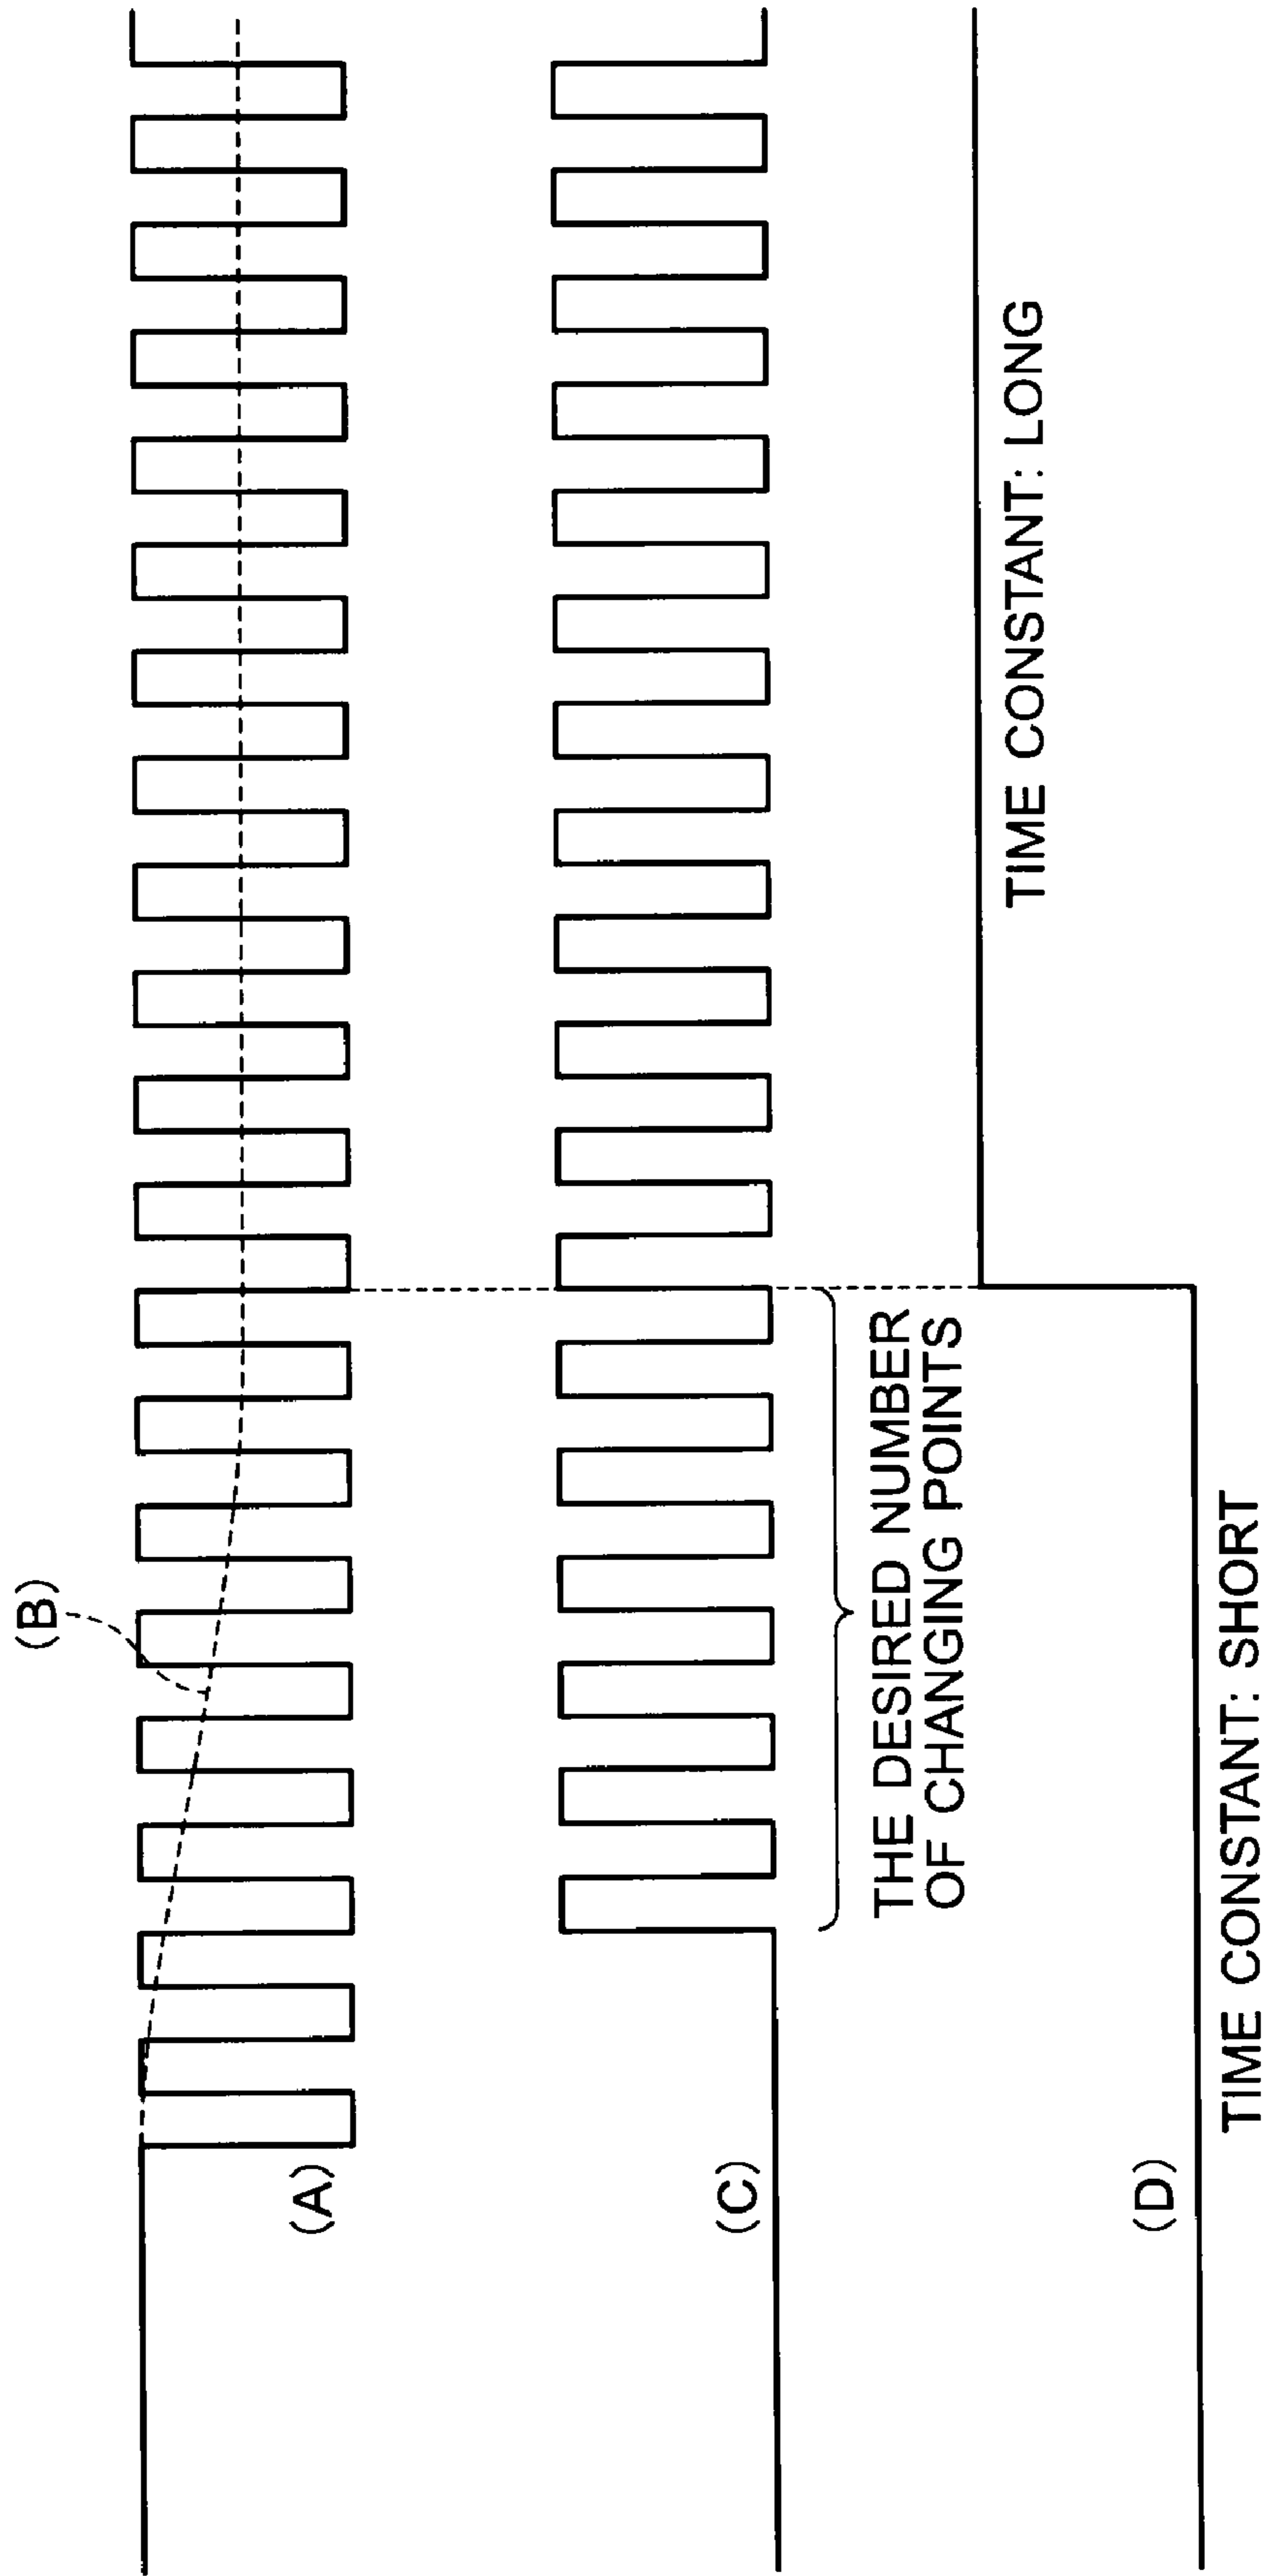 (B)
(A)
(C)
THE DESIRED NUMBER
OF CHANGING POINTS
TIME CONSTANT: LONG
(D)
TIME CONSTANT: SHORT